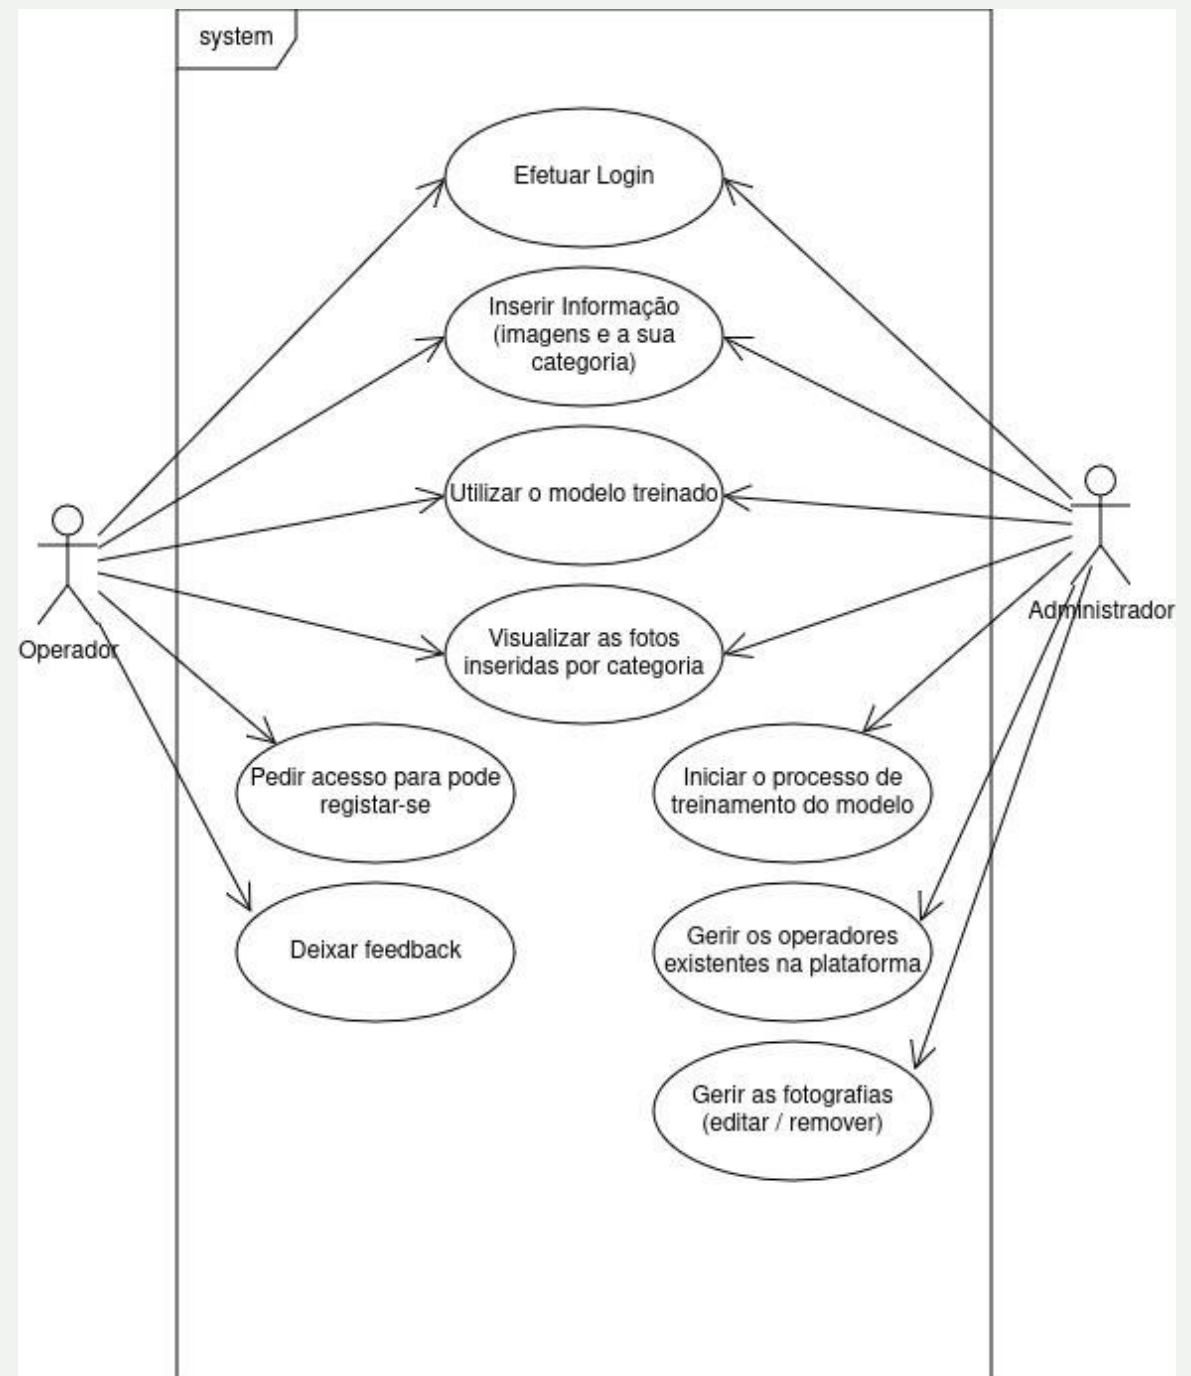 system
Efetuar Login
Inserir Informação
(imagens e a sua
categoria)
Utilizar o modelo treinado
Operador
Administrador
Visualizar as fotos
inseridas por categoria
Pedir acesso para pode
registar-se
Iniciar o processo de
treinamento do modelo
Deixar feedback
Gerir os operadores
existentes na plataforma
Gerir as fotografias
(editar / remover)